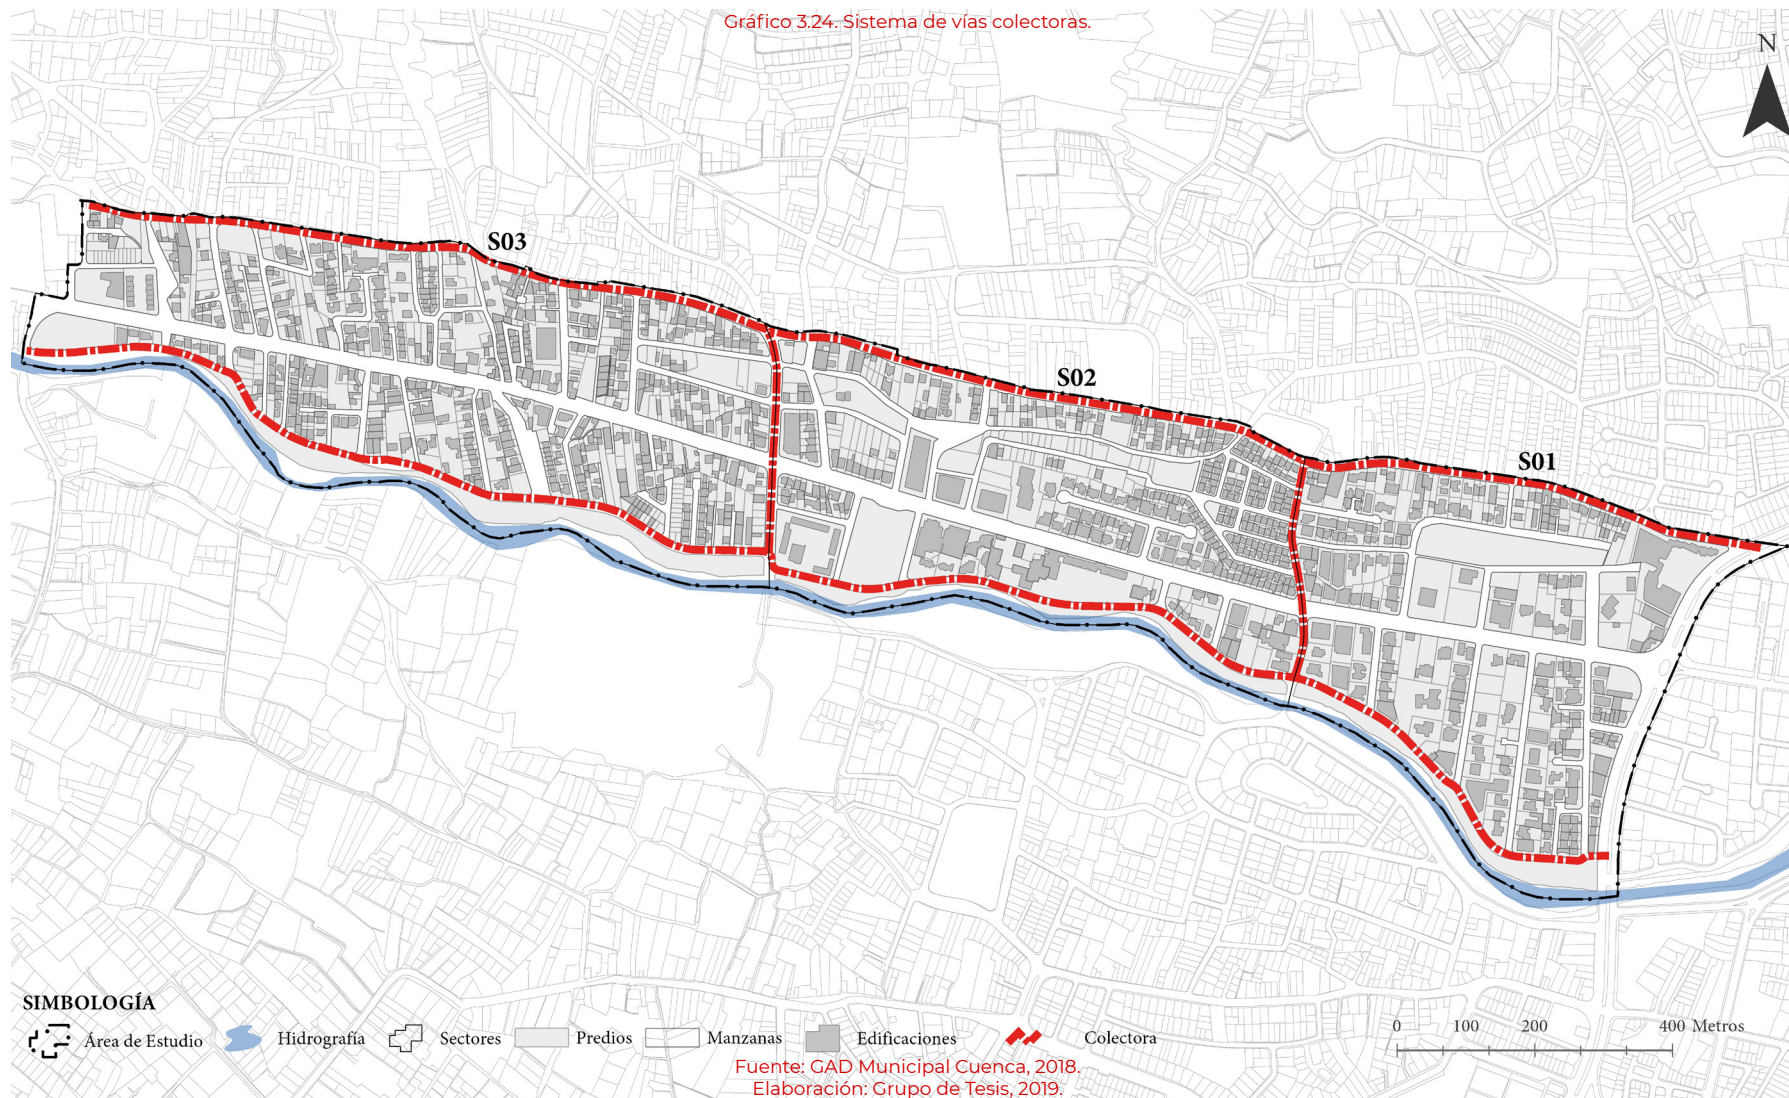 Gráfico 3.24. Sistema de vías colectoras.
N
S03
S02
S01
SIMBOLOGÍA
Área de Estudio
Hidrografía
Sectores
Predios
Manzanas
Edificaciones
Colectora
0 100 200 400 Metros
Fuente: GAD Municipal Cuenca, 2018.
Elaboración: Grupo de Tesis, 2019.